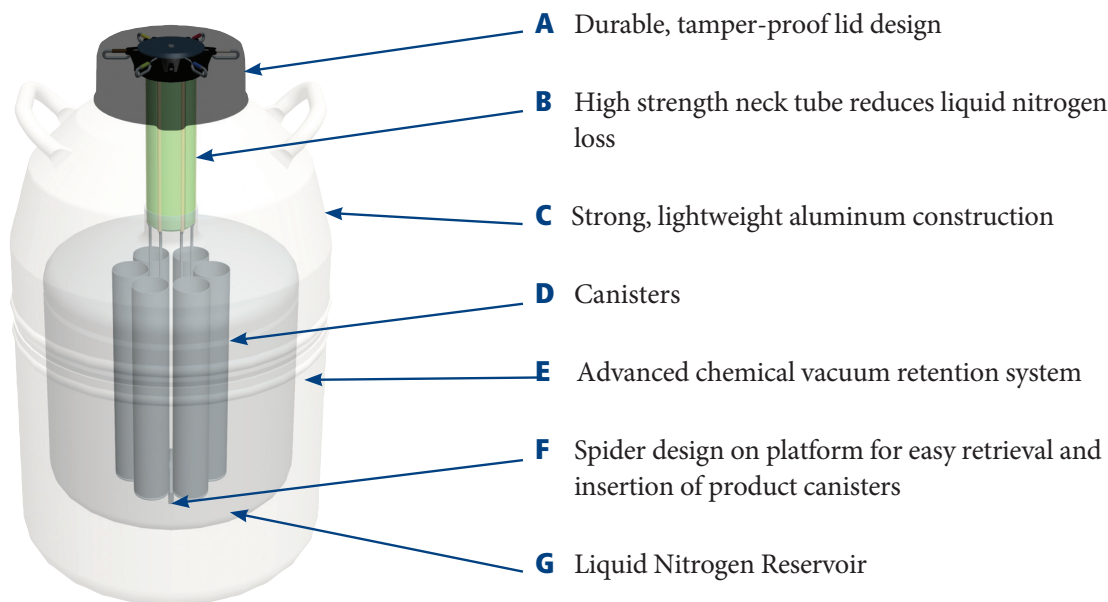 A Durable, tamper-proof lid design
B High strength neck tube reduces liquid nitrogen
loss
C Strong, lightweight aluminum construction
D Canisters
E Advanced chemical vacuum retention system
F Spider design on platform for easy retrieval and
insertion of product canisters
G Liquid Nitrogen Reservoir